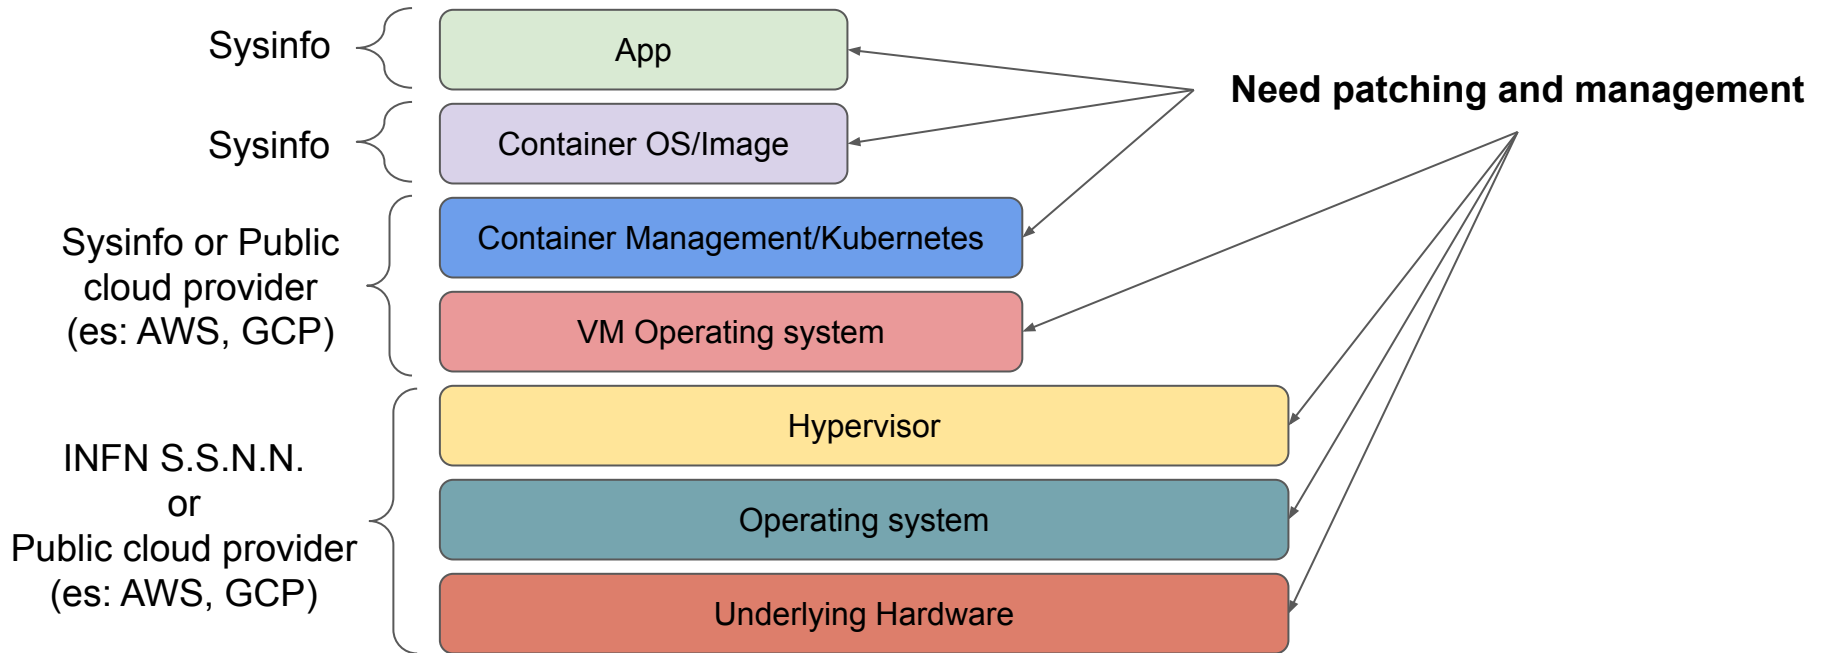 Sysinfo
App
Need patching and management
Sysinfo
Container OS/Image
Sysinfo or Public
cloud provider
(es: AWS, GCP)
Container Management/Kubernetes
VM Operating system
INFN S.S.N.N.
or
Public cloud provider
(es: AWS, GCP)
Hypervisor
Operating system
Underlying Hardware